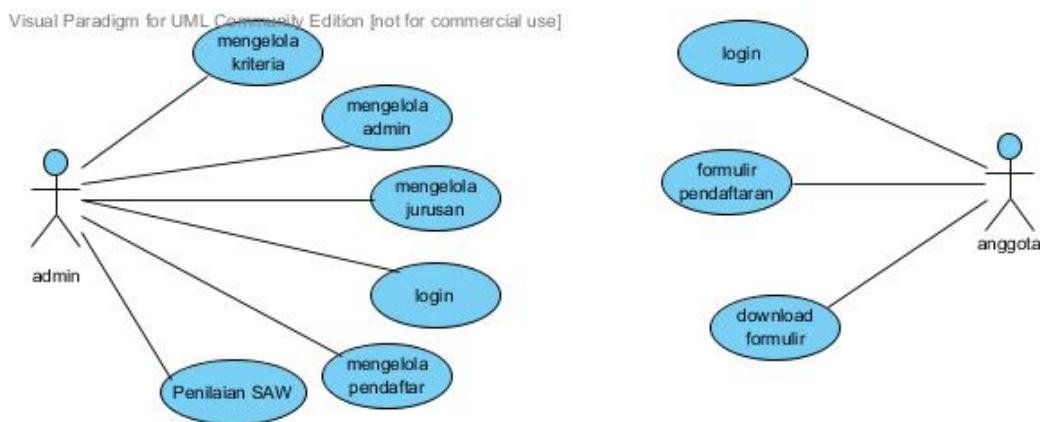 Visual Paradigm for UML Community Edition [not for commercial use]
mengelola
kriteria
mengelola
admin
mengelola
jurusan
login
mengelola
pendaftar
Penilaian SAW
admin
login
formulir
pendaftaran
download
formulir
anggota